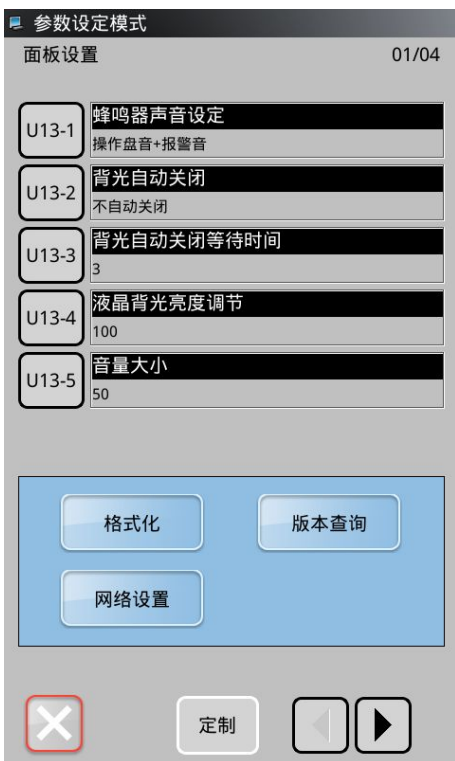 参数设定模式
面板设置 01/04
U13-1 蜂鸣器声音设定
操作盘音+报警音
U13-2 背光自动关闭
不自动关闭
U13-3 背光自动关闭等待时间
3
U13-4 液晶背光亮度调节
100
U13-5 音量大小
50
格式化 版本查询
网络设置
定制